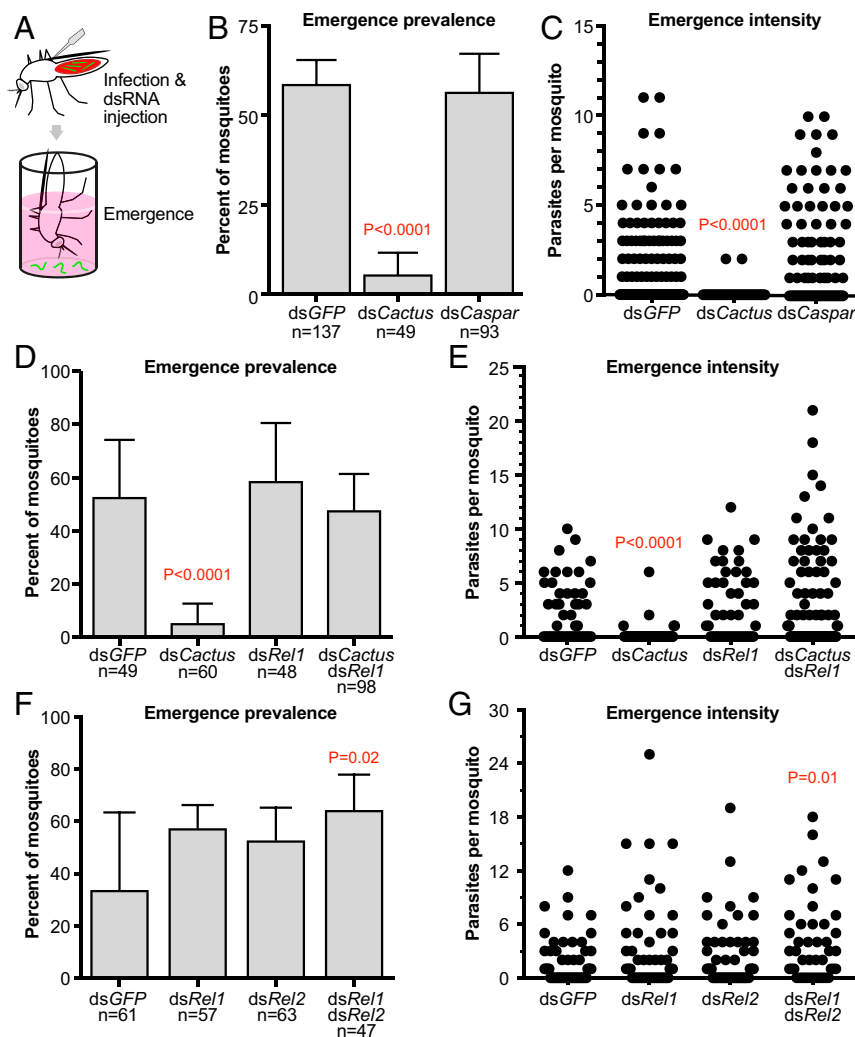 A
Infection &
dsRNA
injection
Emergence
B
Emergence prevalence
Percent of mosquitoes
75
50
25
0
P<0.0001
dsGFP
n=137
dsCactus
n=49
dsCaspar
n=93
C
Emergence intensity
Parasites per mosquito
15
10
5
0
P<0.0001
dsGFP
dsCactus
dsCaspar
D
Emergence prevalence
Percent of mosquitoes
100
80
60
40
20
0
P<0.0001
dsGFP
n=49
dsCactus
n=60
dsRel1
n=48
dsCactus
dsRel1
n=98
E
Emergence intensity
Parasites per mosquito
25
20
15
10
5
0
P<0.0001
dsGFP
dsCactus
dsRel1
dsCactus
dsRel1
F
Emergence prevalence
Percent of mosquitoes
100
80
60
40
20
0
P=0.02
dsGFP
n=61
dsRel1
n=57
dsRel2
n=63
dsRel1
dsRel2
n=47
G
Emergence intensity
Parasites per mosquito
30
24
18
12
6
0
P=0.01
dsGFP
dsRel1
dsRel2
dsRel1
dsRel2